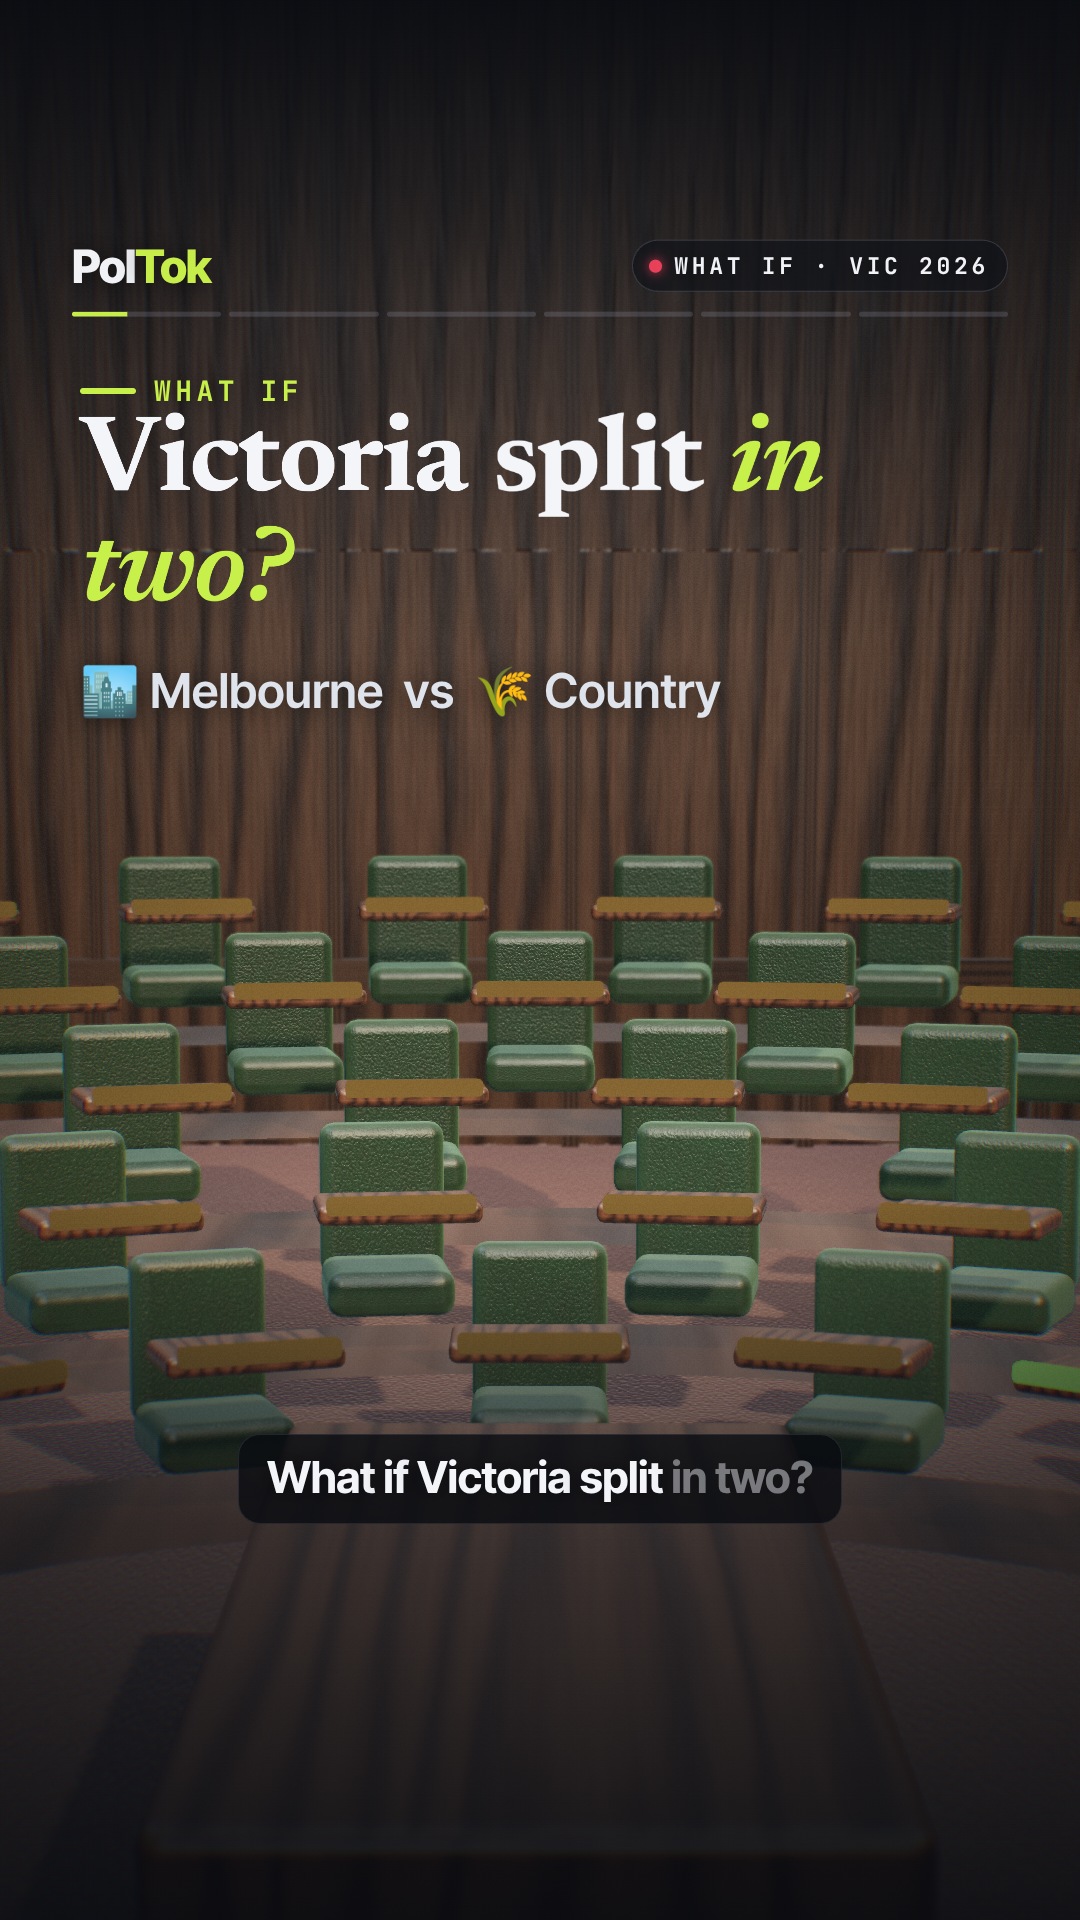 PolTok
WHAT IF · VIC 2026
WHAT IF
Victoria split in
two?
🏙️ Melbourne vs 🌾 Country
What if Victoria split in two?